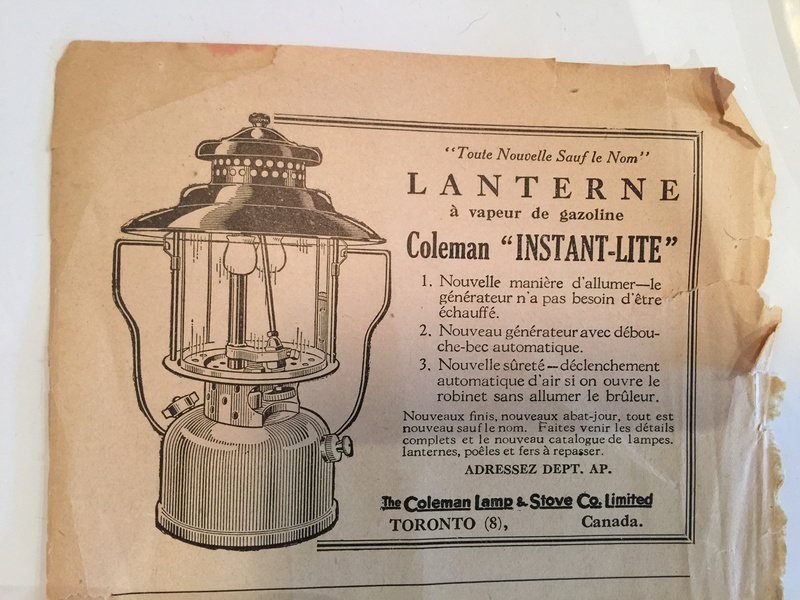 “Toute Nouvelle Sauf le Nom”
LANTERNE
à vapeur de gazoline
Coleman “INSTANT-LITE”
1. Nouvelle manière d'allumer—le
générateur n'a pas besoin d'être
échauffé.
2. Nouveau générateur avec débou-
che-bec automatique.
3. Nouvelle sûreté—déclenchement
automatique d'air si on ouvre le
robinet sans allumer le brûleur.
Nouveaux finis, nouveaux abat-jour, tout est
nouveau sauf le nom. Faites venir les détails
complets et le nouveau catalogue de lampes.
lanternes, poêles et fers à repasser.
ADRESSEZ DEPT. AP.
The Coleman Lamp & Stove Co. Limited
TORONTO (8), Canada.